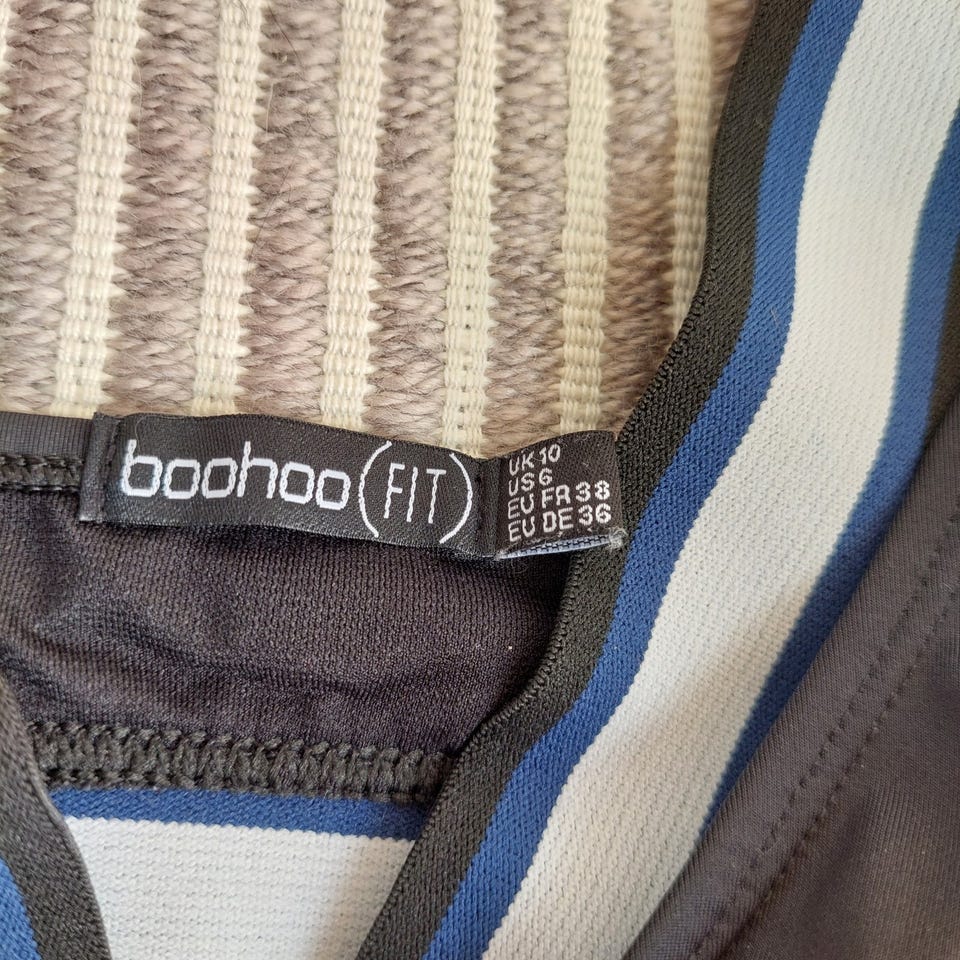 boohoo (FIT)
UK 10
US 6
EU FR 38
EU DE 36